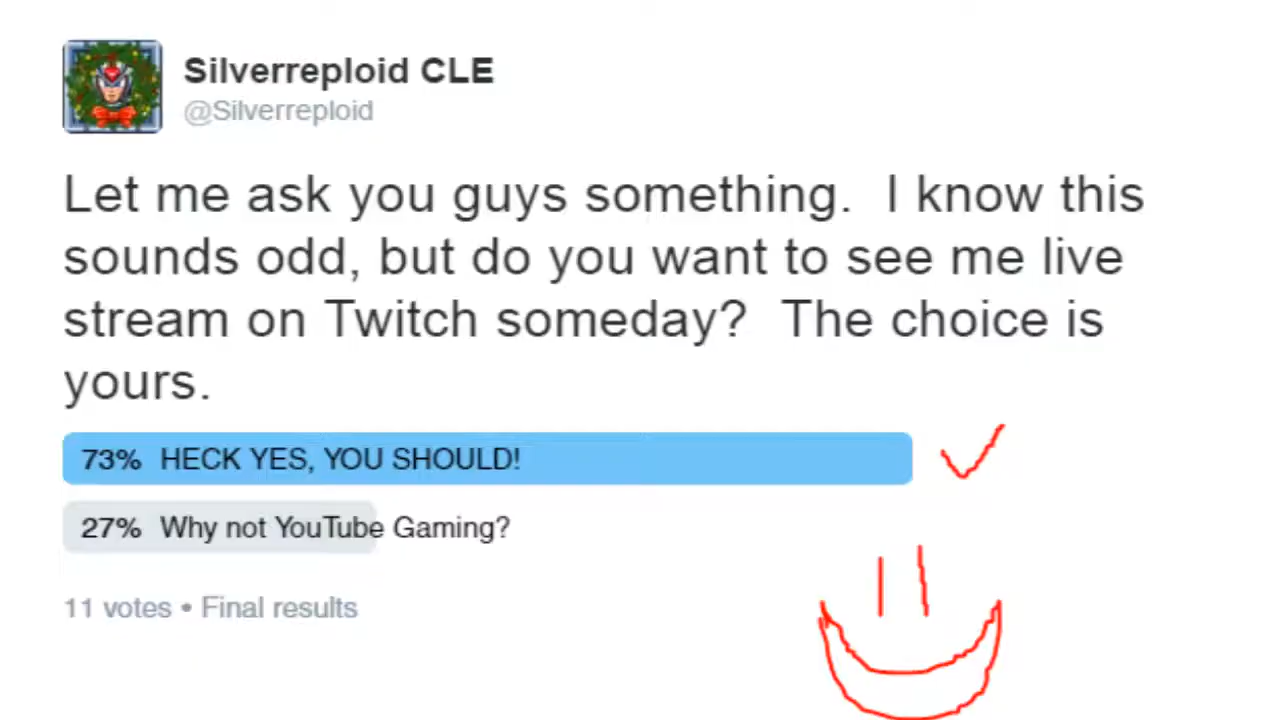 Silverreploid CLE
@Silverreploid
Let me ask you guys something.  I know this
sounds odd, but do you want to see me live
stream on Twitch someday?  The choice is
yours.
73% HECK YES, YOU SHOULD!
27% Why not YouTube Gaming?
11 votes • Final results